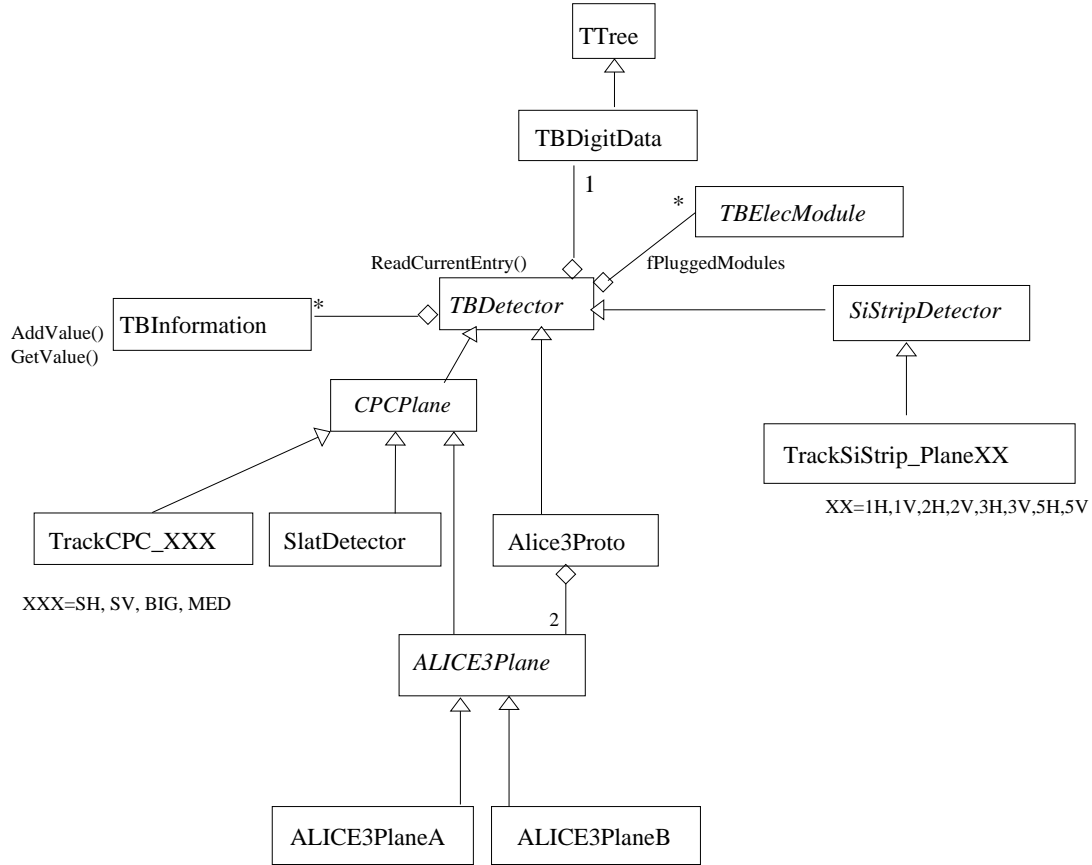 TTree
TBDigitData
1
*
TBElecModule
ReadCurrentEntry()
fPluggedModules
TBDetector
*
TBInformation
AddValue()
GetValue()
SiStripDetector
CPCPlane
TrackSiStrip_PlaneXX
XX=1H,1V,2H,2V,3H,3V,5H,5V
TrackCPC_XXX
SlatDetector
Alice3Proto
XXX=SH, SV, BIG, MED
2
ALICE3Plane
ALICE3PlaneA
ALICE3PlaneB